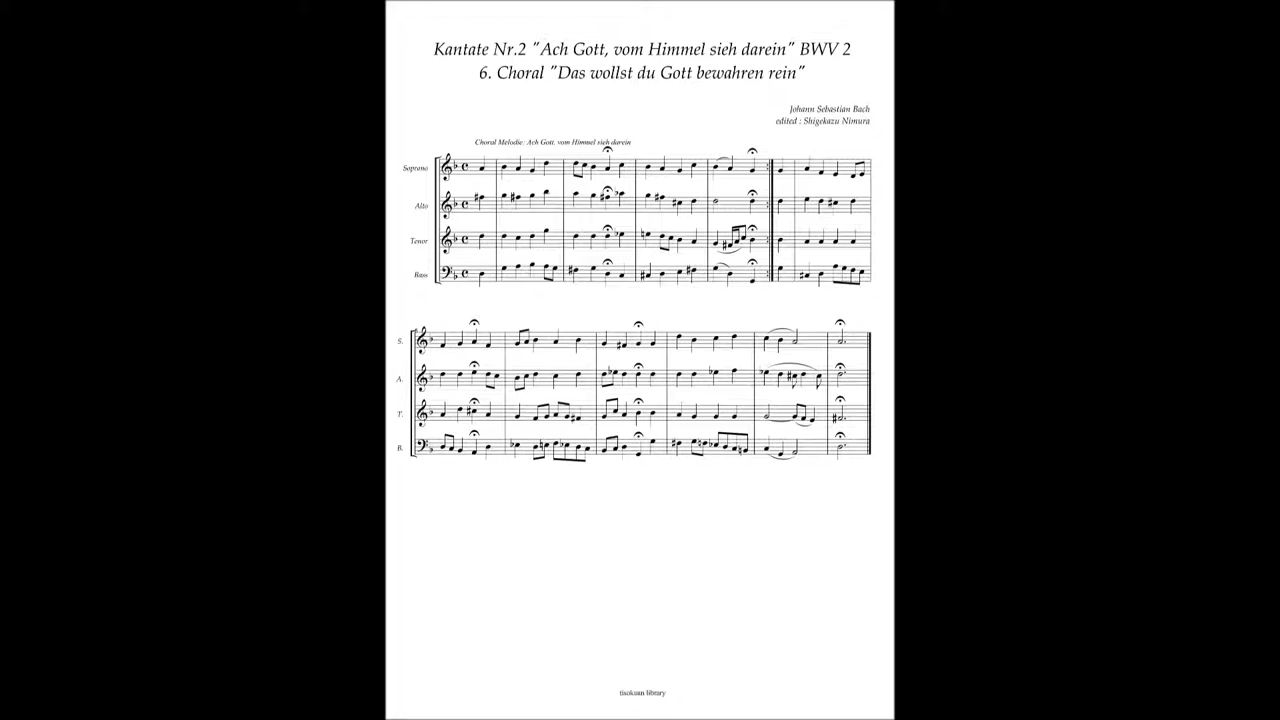 Kantate Nr.2 "Ach Gott, vom Himmel sieh darein" BWV 2
6. Choral "Das wollst du Gott bewahren rein"
Johann Sebastian Bach
edited : Shigekazu Nimura
Choral Melodie: Ach Gott, vom Himmel sieh darein
Soprano
Alto
Tenor
Bass
S.
A.
T.
B.
tisokuan library